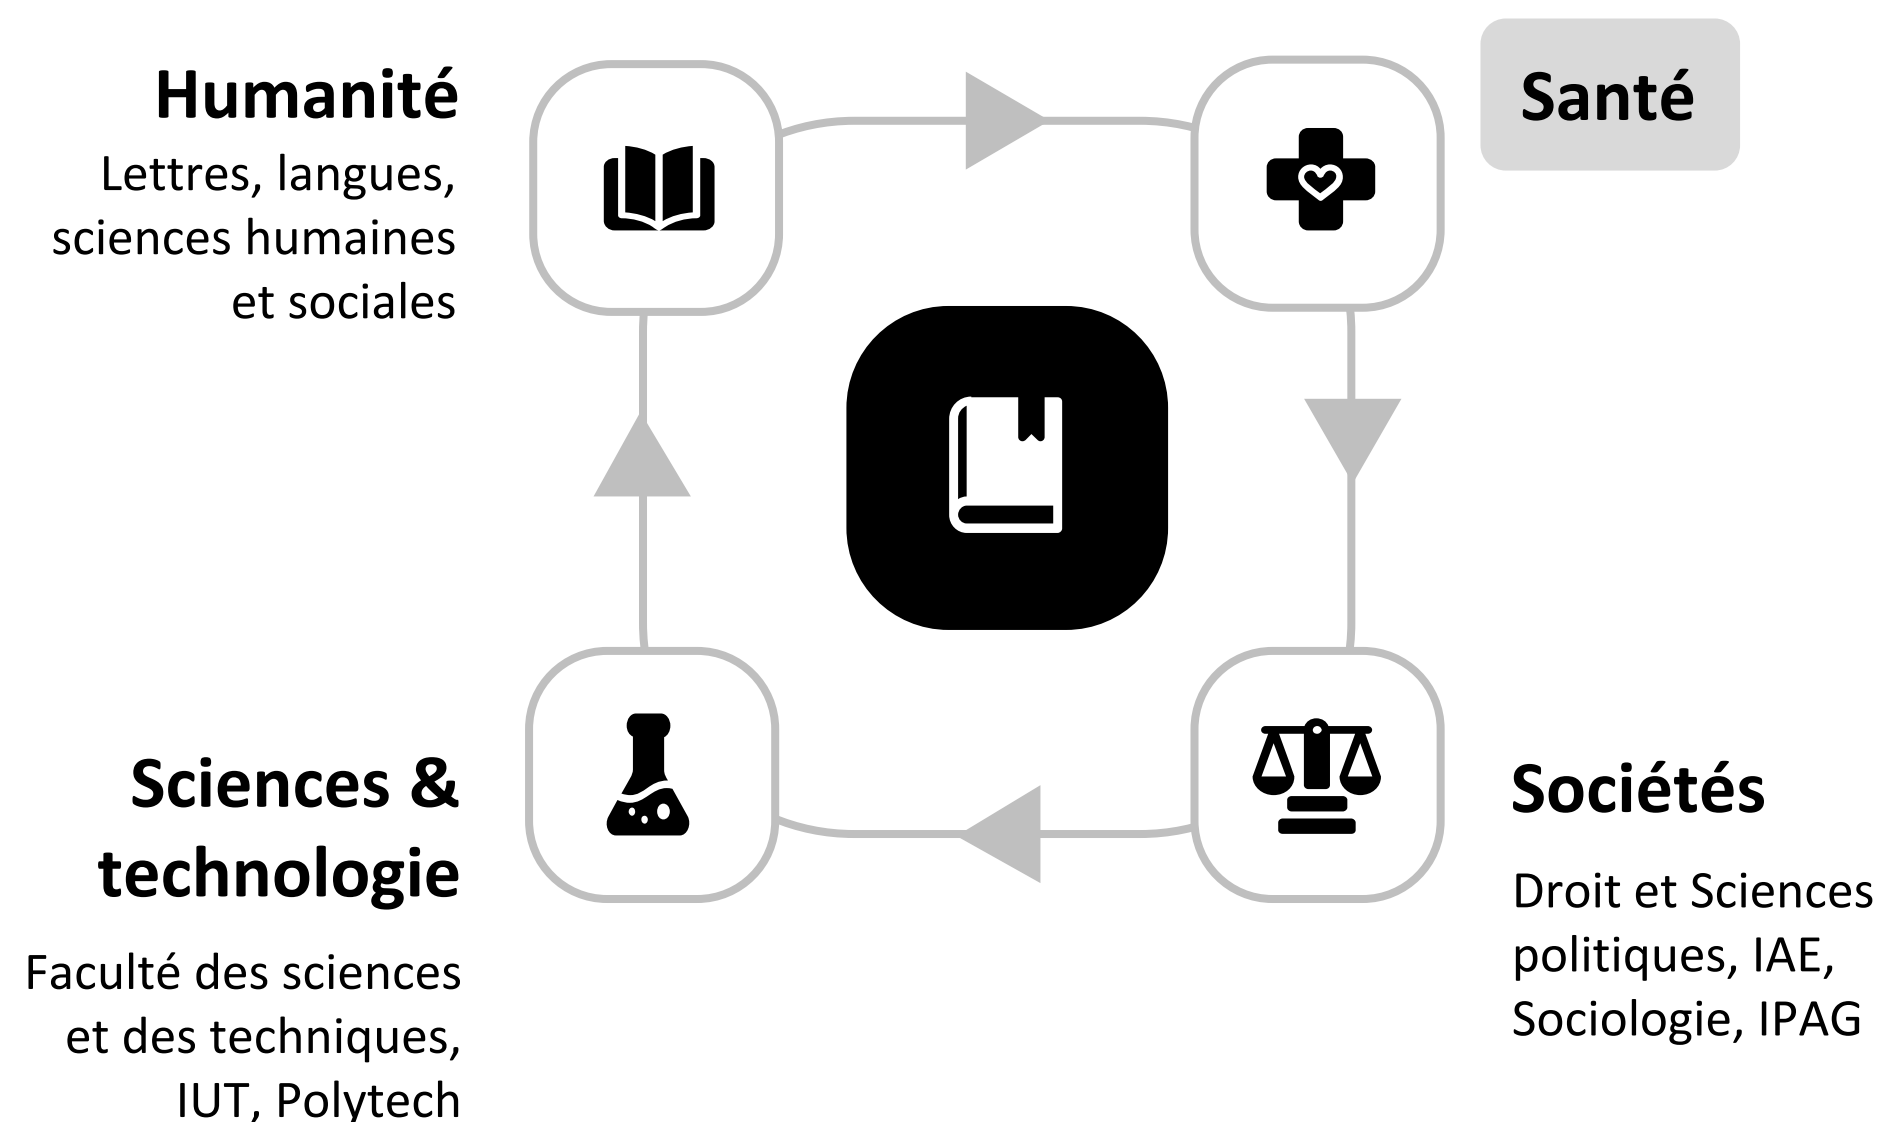 Humanité
Lettres, langues,
sciences humaines
et sociales
Santé
Sciences &
technologie
Faculté des sciences
et des techniques,
IUT, Polytech
Sociétés
Droit et Sciences
politiques, IAE,
Sociologie, IPAG